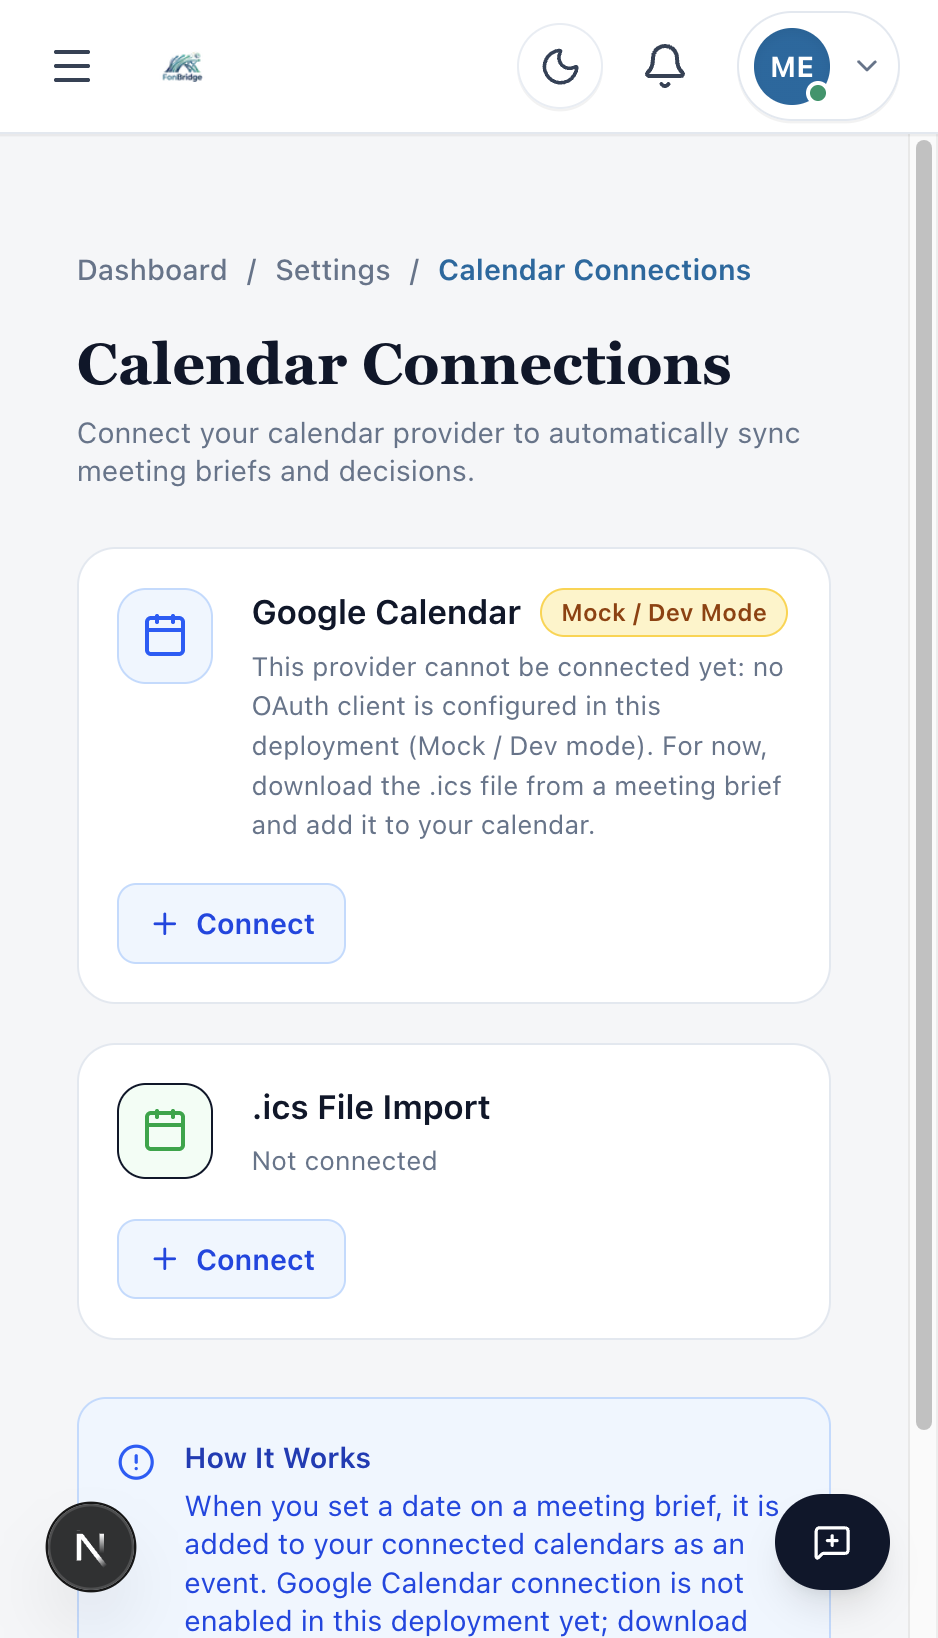 FonBridge
ME
Dashboard / Settings / Calendar Connections
Calendar Connections
Connect your calendar provider to automatically sync
meeting briefs and decisions.
Google Calendar
Mock / Dev Mode
This provider cannot be connected yet: no
OAuth client is configured in this
deployment (Mock / Dev mode). For now,
download the .ics file from a meeting brief
and add it to your calendar.
+ Connect
.ics File Import
Not connected
+ Connect
How It Works
When you set a date on a meeting brief, it is
added to your connected calendars as an
event. Google Calendar connection is not
enabled in this deployment yet; download
N